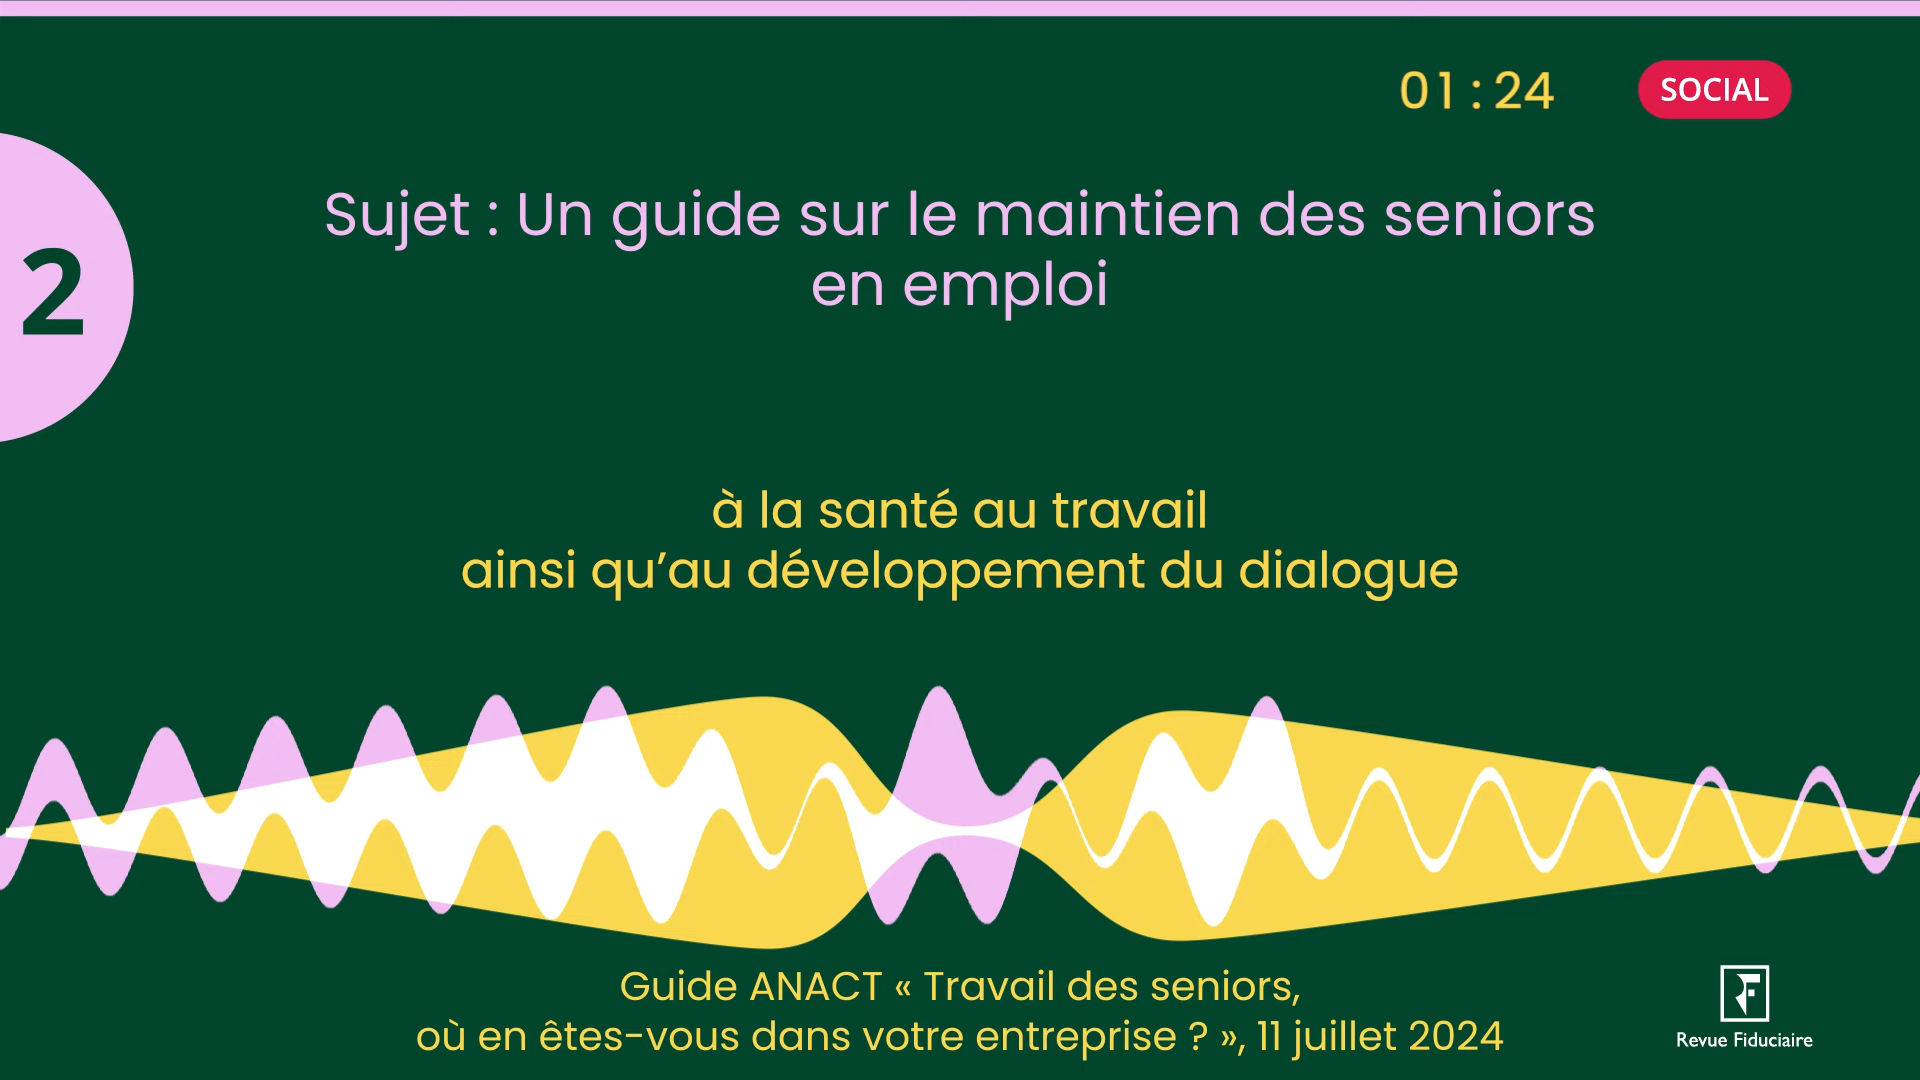 01 : 24
SOCIAL
2
Sujet : Un guide sur le maintien des seniors
en emploi
à la santé au travail
ainsi qu’au développement du dialogue
Guide ANACT « Travail des seniors,
où en êtes-vous dans votre entreprise ? », 11 juillet 2024
Revue Fiduciaire